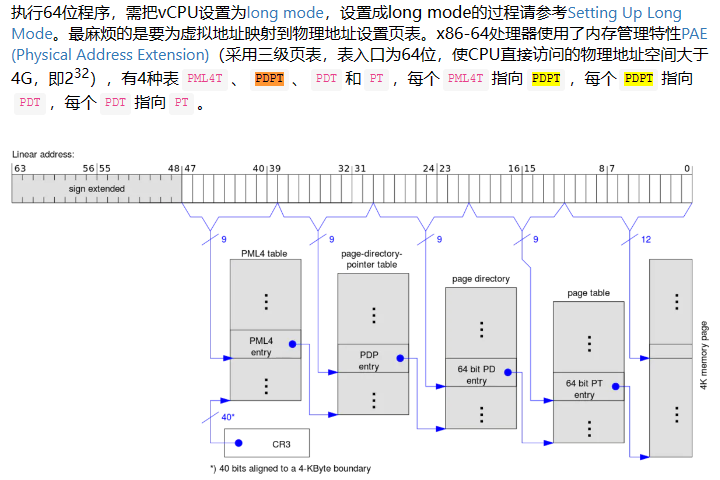 执行64位程序，需把vCPU设置为long mode，设置成long mode的过程请参考Setting Up Long
Mode。最麻烦的是要为虚拟地址映射到物理地址设置页表。x86-64处理器使用了内存管理特性PAE
(Physical Address Extension)（采用三级页表，表入口为64位，使CPU直接访问的物理地址空间大于
4G，即2³²），有4种表 PML4T 、 PDPT 、 PDT 和 PT ，每个 PML4T 指向 PDPT ，每个 PDPT 指向
PDT ，每个 PDT 指向 PT 。
Linear address:
63 56 55 48 47 40 39 32 31 24 23 16 15 8 7 0
sign extended
9 9 9 9 12
PML4 table
page-directory-
pointer table
page directory
page table
PML4
entry
PDP
entry
64 bit PD
entry
64 bit PT
entry
4K memory page
40*
CR3
*) 40 bits aligned to a 4-KByte boundary